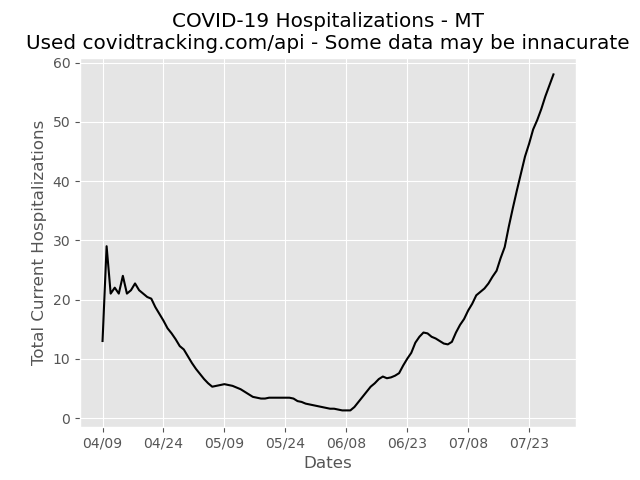 COVID-19 Hospitalizations - MT
Used covidtracking.com/api - Some data may be innacurate
Total Current Hospitalizations
60
50
40
30
20
10
0
04/09 04/24 05/09 05/24 06/08 06/23 07/08 07/23
Dates